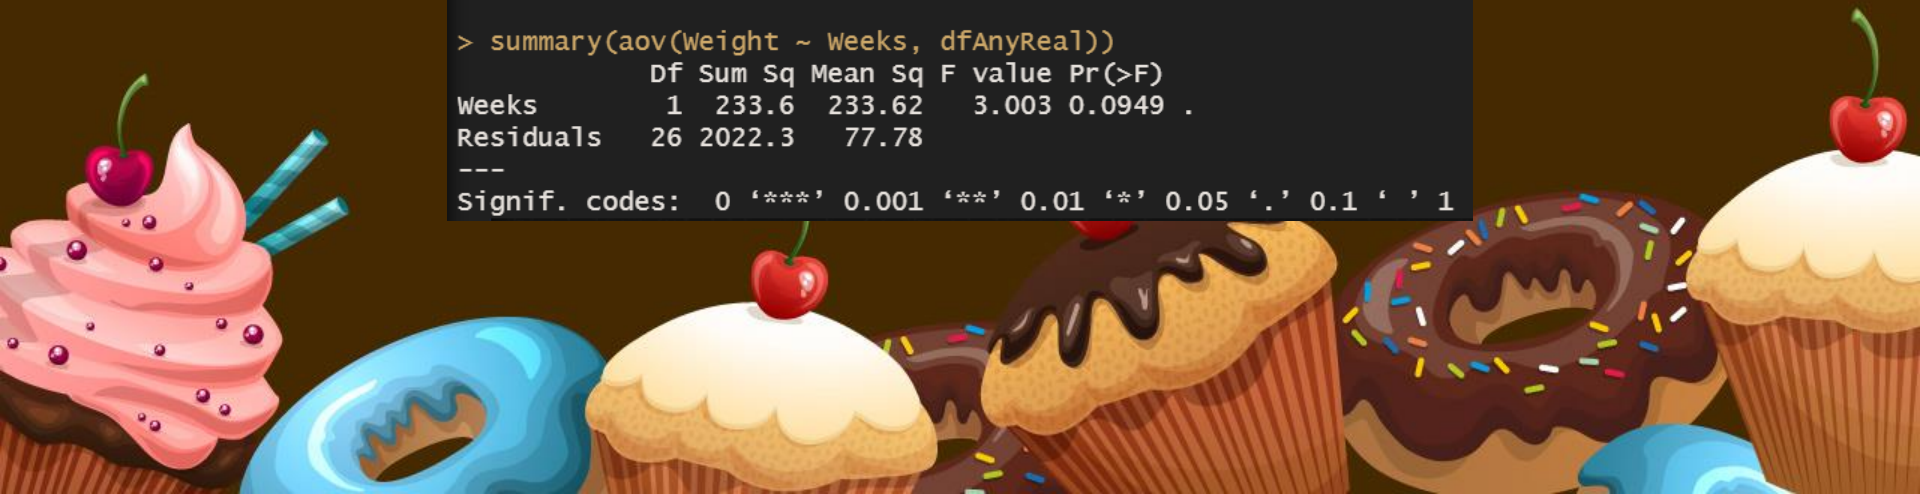 > summary(aov(Weight ~ Weeks, dfAnyReal))
            Df Sum Sq Mean Sq F value Pr(>F)
Weeks        1  233.6  233.62   3.003 0.0949 .
Residuals   26 2022.3   77.78
---
Signif. codes:  0 ‘***’ 0.001 ‘**’ 0.01 ‘*’ 0.05 ‘.’ 0.1 ‘ ’ 1